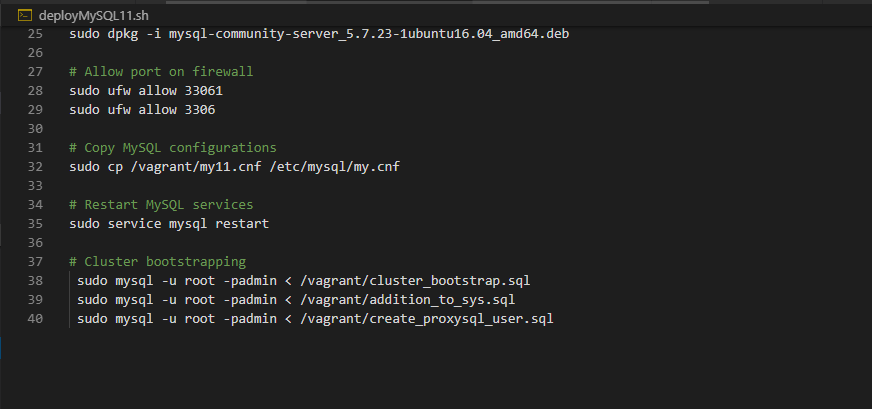 deployMySQL11.sh
25 sudo dpkg -i mysql-community-server_5.7.23-1ubuntu16.04_amd64.deb
26
27 # Allow port on firewall
28 sudo ufw allow 33061
29 sudo ufw allow 3306
30
31 # Copy MySQL configurations
32 sudo cp /vagrant/my11.cnf /etc/mysql/my.cnf
33
34 # Restart MySQL services
35 sudo service mysql restart
36
37 # Cluster bootstrapping
38 sudo mysql -u root -padmin < /vagrant/cluster_bootstrap.sql
39 sudo mysql -u root -padmin < /vagrant/addition_to_sys.sql
40 sudo mysql -u root -padmin < /vagrant/create_proxysql_user.sql